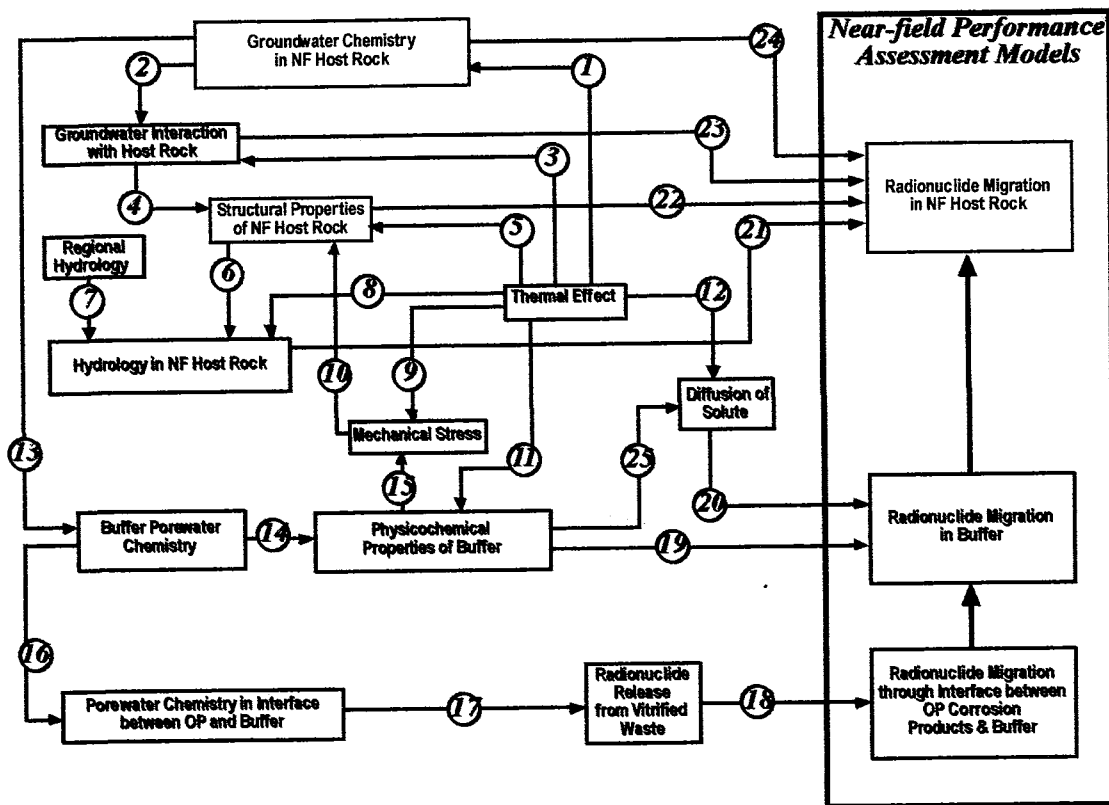 Near-field Performance
Assessment Models
Groundwater Chemistry
in NF Host Rock
24
2
1
Groundwater Interaction
with Host Rock
23
3
Radionuclide Migration
in NF Host Rock
4
Structural Properties
of NF Host Rock
22
5
21
Regional
Hydrology
6
7
8
Thermal Effect
12
Hydrology in NF Host Rock
10
9
Diffusion of
Solute
Mechanical Stress
13
15
11
25
20
Buffer Porewater
Chemistry
14
Physicochemical
Properties of Buffer
19
Radionuclide Migration
in Buffer
16
Porewater Chemistry in Interface
between OP and Buffer
17
Radionuclide
Release
from Vitrified
Waste
18
Radionuclide Migration
through Interface between
OP Corrosion
Products & Buffer